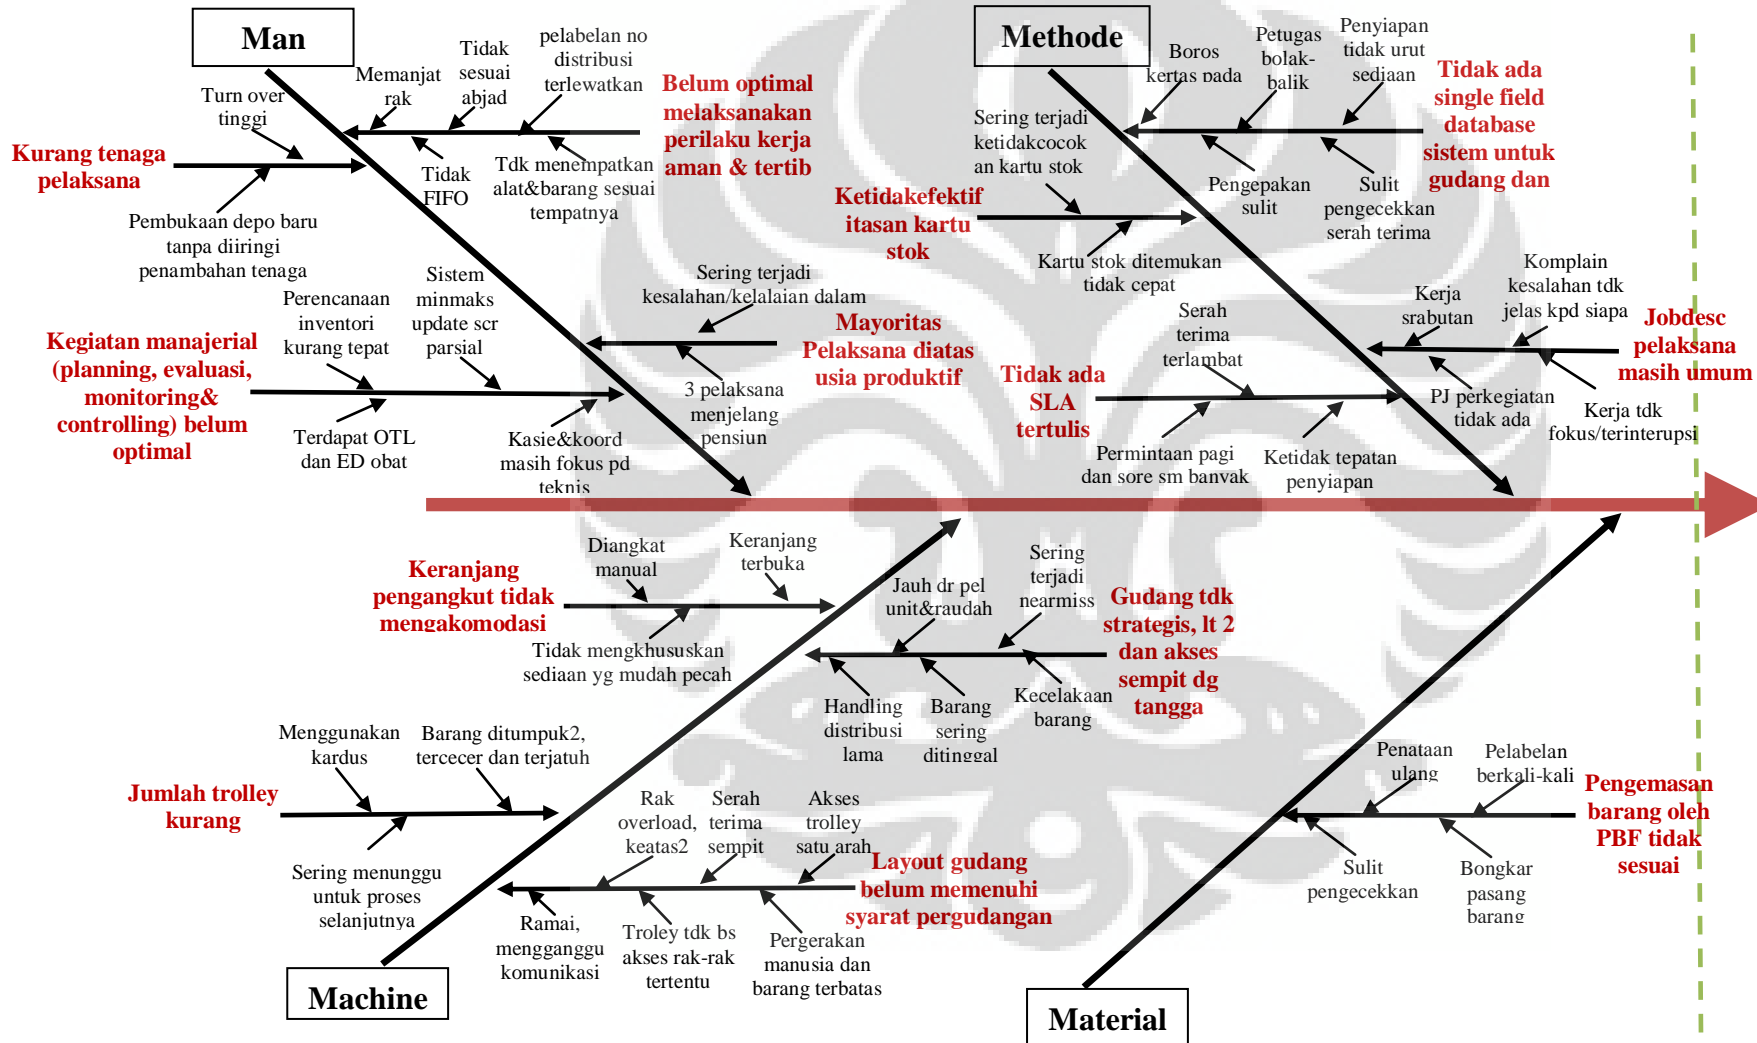 Man
Memanjat
rak
Tidak
sesuai
abjad
pelabelan no
distribusi
terlewatkan
Belum optimal
melaksanakan
perilaku kerja
aman & tertib
Turn over
tinggi
Kurang tenaga
pelaksana
Tidak
FIFO
Tdk menempatkan
alat&barang sesuai
tempatnya
Pembukaan depo baru
tanpa diiringi
penambahan tenaga
Kegiatan manajerial
(planning, evaluasi,
monitoring&
controlling) belum
optimal
Perencanaan
inventori
kurang tepat
Sistem
minmaks
update scr
parsial
Terdapat OTL
dan ED obat
Kasie&koord
masih fokus pd
teknis
Sering terjadi
kesalahan/kelalaian dalam
Mayoritas
Pelaksana diatas
usia produktif
3 pelaksana
menjelang
pensiun
Methode
Boros
kertas pada
Petugas
bolak-
balik
Penyiapan
tidak urut
sediaan
Tidak ada
single field
database
sistem untuk
gudang dan
Pengepakan
sulit
Sulit
pengecekkan
serah terima
Sering terjadi
ketidakcocok
an kartu stok
Ketidakefektif
itasan kartu
stok
Kartu stok ditemukan
tidak cepat
Kerja
srabutan
Komplain
kesalahan tdk
jelas kpd siapa
Jobdesc
pelaksana
masih umum
PJ perkegiatan
tidak ada
Kerja tdk
fokus/terinterupsi
Serah
terima
terlambat
Tidak ada
SLA
tertulis
Permintaan pagi
dan sore sm banyak
Ketidak tepatan
penyiapan
Keranjang
pengangkut tidak
mengakomodasi
Diangkat
manual
Keranjang
terbuka
Tidak mengkhususkan
sediaan yg mudah pecah
Jauh dr pel
unit&raudah
Sering
terjadi
nearmiss
Gudang tdk
strategis, lt 2
dan akses
sempit dg
tangga
Handling
distribusi
lama
Barang
sering
ditinggal
Kecelakaan
barang
Menggunakan
kardus
Barang ditumpuk2,
tercecer dan terjatuh
Jumlah trolley
kurang
Sering menunggu
untuk proses
selanjutnya
Rak
overload,
keatas2
Serah
terima
sempit
Akses
trolley
satu arah
Layout gudang
belum memenuhi
syarat pergudangan
Ramai,
mengganggu
komunikasi
Troley tdk bs
akses rak-rak
tertentu
Pergerakan
manusia dan
barang terbatas
Machine
Penataan
ulang
Pelabelan
berkali-kali
Pengemasan
barang oleh
PBF tidak
sesuai
Sulit
pengecekkan
Bongkar
pasang
barang
Material